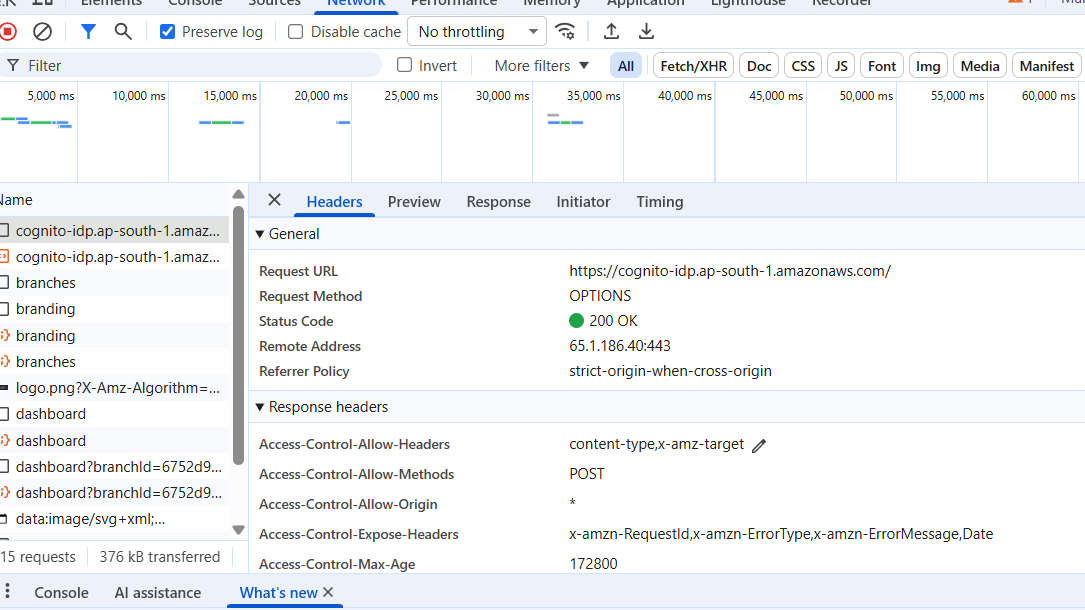 Elements Console Sources Network Performance Memory Application Lighthouse Recorder
Preserve log Disable cache No throttling
Filter Invert More filters All Fetch/XHR Doc CSS JS Font Img Media Manifest
5,000 ms 10,000 ms 15,000 ms 20,000 ms 25,000 ms 30,000 ms 35,000 ms 40,000 ms 45,000 ms 50,000 ms 55,000 ms 60,000 ms
Name
cognito-idp.ap-south-1.amaz...
cognito-idp.ap-south-1.amaz...
branches
branding
branding
branches
logo.png?X-Amz-Algorithm=...
dashboard
dashboard
dashboard?branchId=6752d9...
dashboard?branchId=6752d9...
data:image/svg+xml;...
15 requests 376 kB transferred
Headers Preview Response Initiator Timing
General
Request URL https://cognito-idp.ap-south-1.amazonaws.com/
Request Method OPTIONS
Status Code 200 OK
Remote Address 65.1.186.40:443
Referrer Policy strict-origin-when-cross-origin
Response headers
Access-Control-Allow-Headers content-type,x-amz-target
Access-Control-Allow-Methods POST
Access-Control-Allow-Origin *
Access-Control-Expose-Headers x-amzn-RequestId,x-amzn-ErrorType,x-amzn-ErrorMessage,Date
Access-Control-Max-Age 172800
Console AI assistance What's new